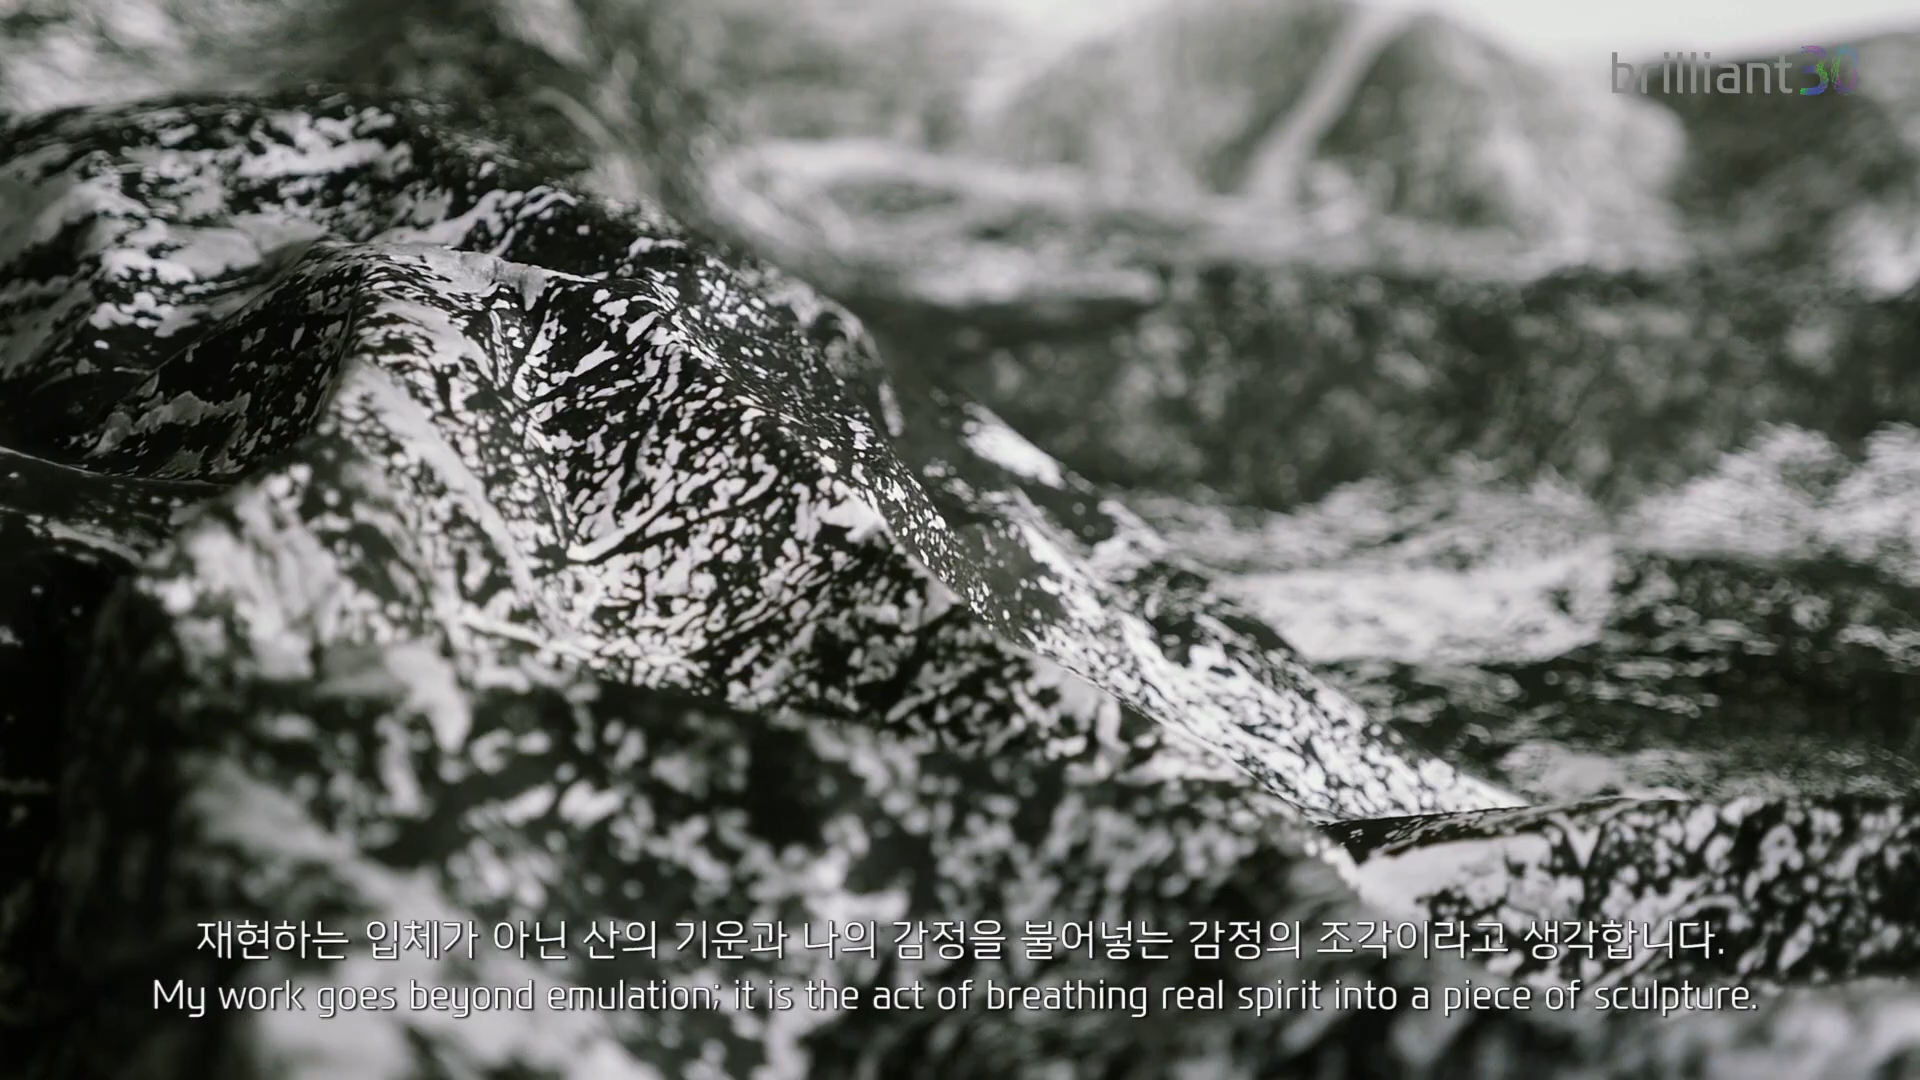 brilliant30
재현하는 입체가 아닌 산의 기운과 나의 감정을 불어넣는 감정의 조각이라고 생각합니다.
My work goes beyond emulation; it is the act of breathing real spirit into a piece of sculpture.